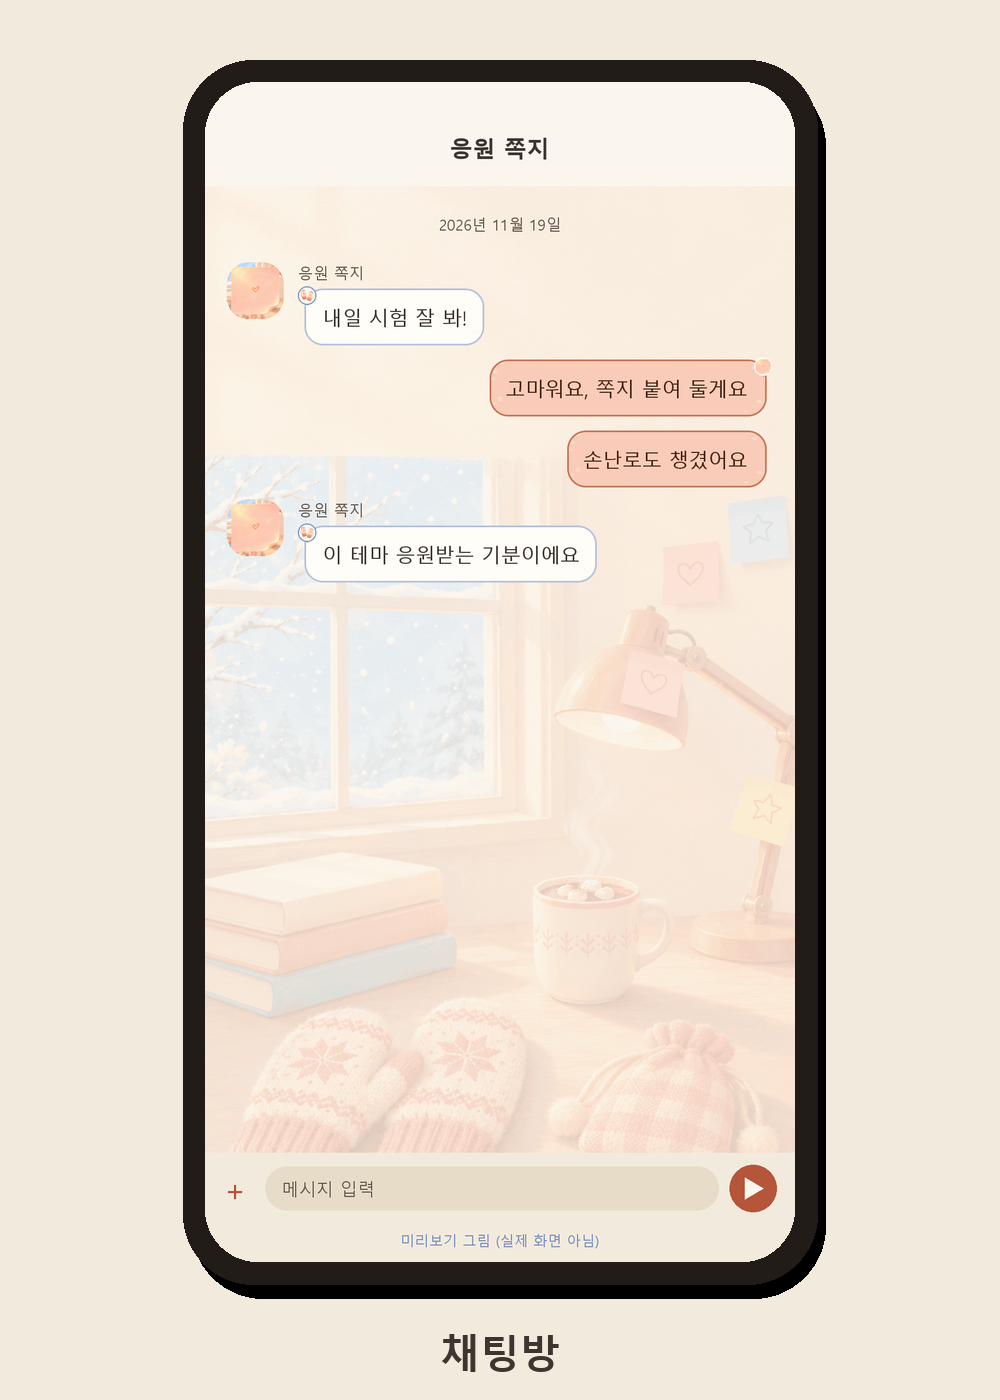 응원 쪽지
2026년 11월 19일
응원 쪽지
내일 시험 잘 봐!
고마워요, 쪽지 붙여 둘게요
손난로도 챙겼어요
응원 쪽지
이 테마 응원받는 기분이에요
+
메시지 입력
미리보기 그림 (실제 화면 아님)
채팅방